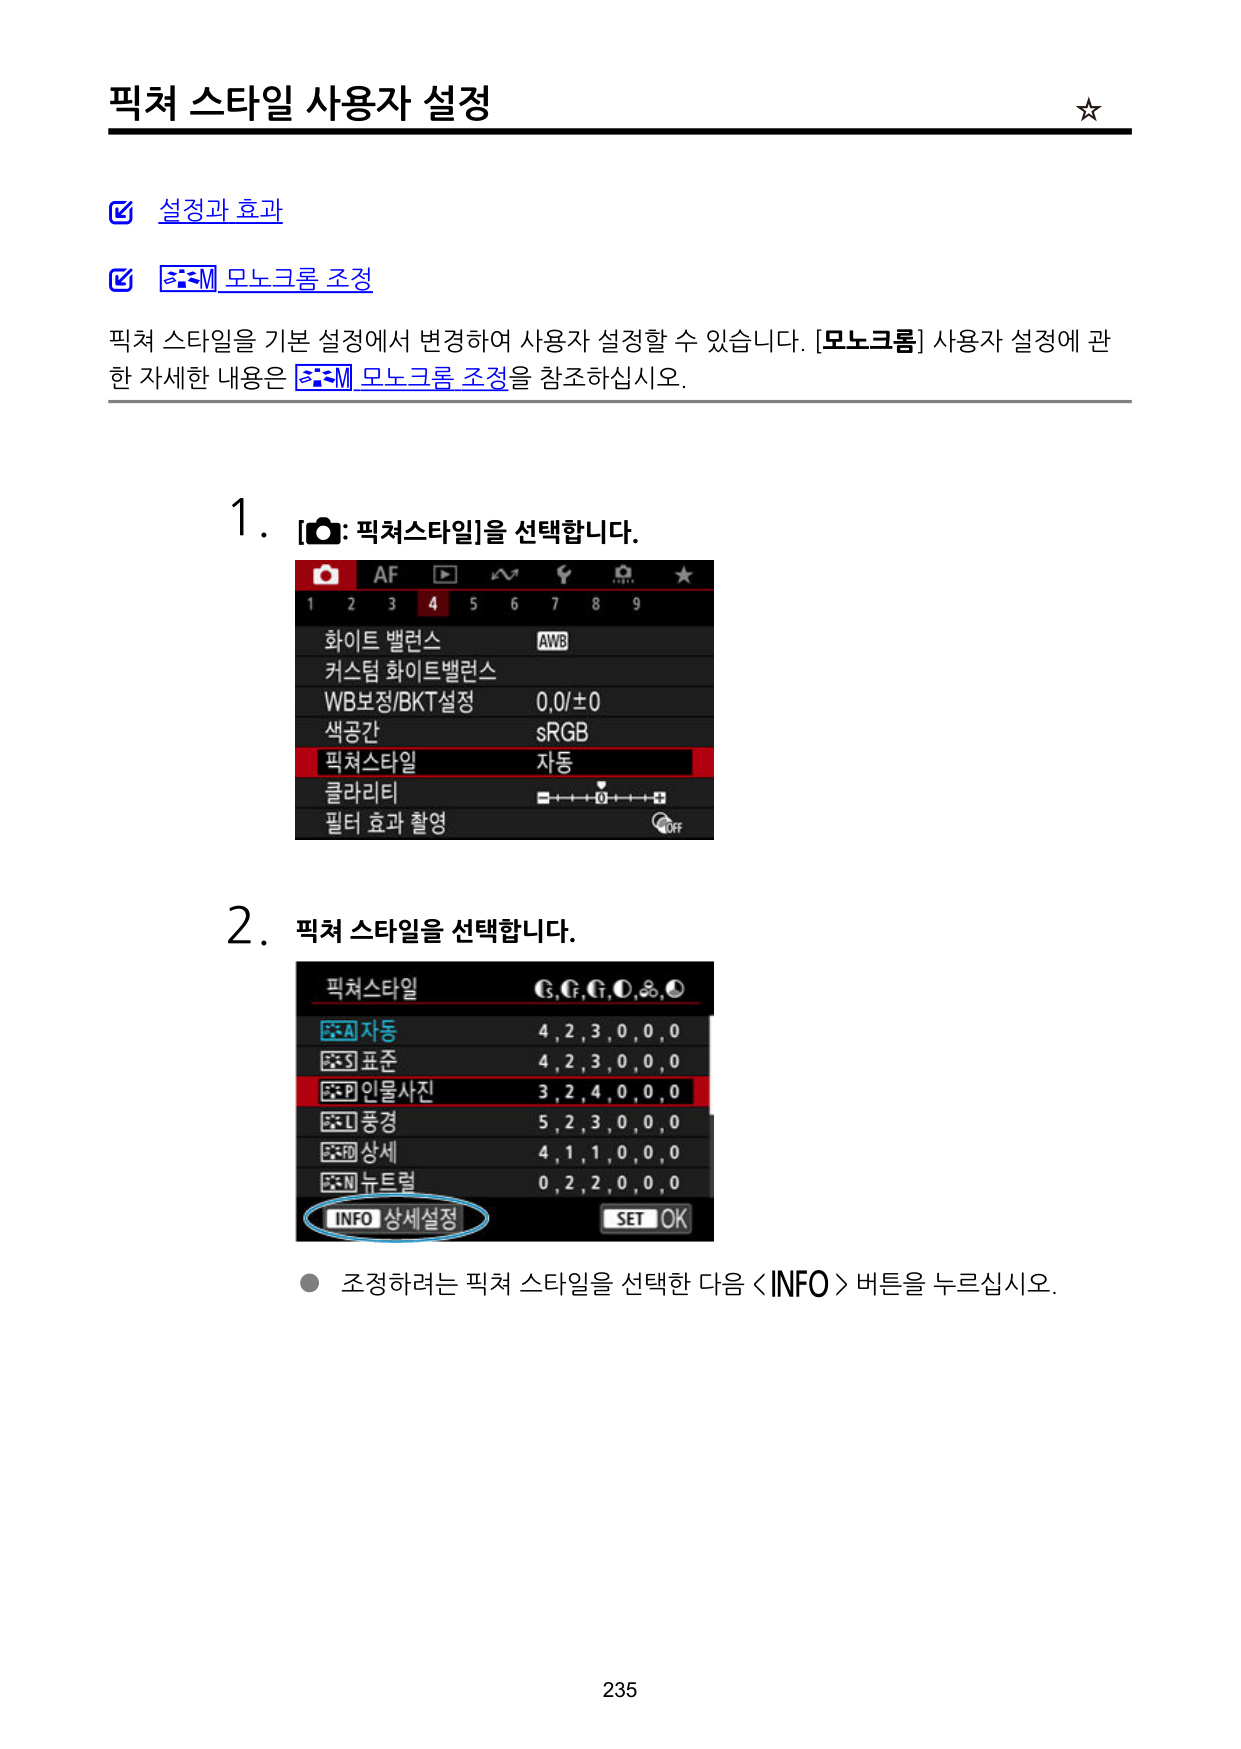 픽쳐 스타일 사용자 설정 ☆
설정과 효과
M 모노크롬 조정
픽쳐 스타일을 기본 설정에서 변경하여 사용자 설정할 수 있습니다. [모노크롬] 사용자 설정에 관
한 자세한 내용은 M 모노크롬 조정을 참조하십시오.
1. [: 픽쳐스타일]을 선택합니다.
AF
1 2 3 4 5 6 7 8 9
화이트 밸런스 AWB
커스텀 화이트밸런스
WB보정/BKT설정 0,0/±0
색공간 sRGB
픽쳐스타일 자동
클라리티 0
필터 효과 촬영 OFF
2. 픽쳐 스타일을 선택합니다.
픽쳐스타일 S,F,T
A 자동 4,2,3,0,0,0
S 표준 4,2,3,0,0,0
P 인물사진 3,2,4,0,0,0
L 풍경 5,2,3,0,0,0
FD 상세 4,1,1,0,0,0
N 뉴트럴 0,2,2,0,0,0
INFO 상세설정 SET OK
● 조정하려는 픽쳐 스타일을 선택한 다음 <INFO> 버튼을 누르십시오.
235